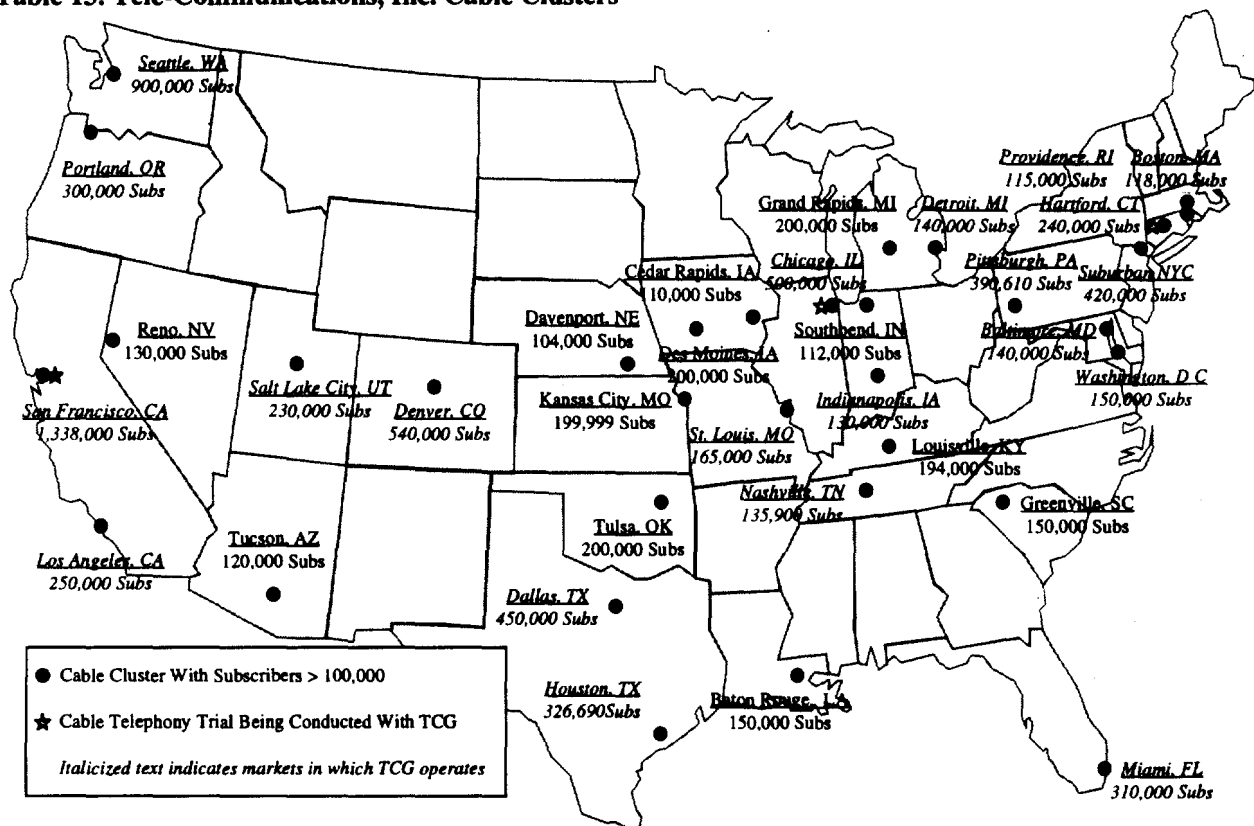 Table 13: Tele-Communications, Inc. Cable Clusters
Seattle, WA
900,000 Subs
Portland, OR
300,000 Subs
Providence, RI
115,000 Subs
Boston, MA
118,000 Subs
Grand Rapids, MI
200,000 Subs
Detroit, MI
140,000 Subs
Hartford, CT
240,000 Subs
Cedar Rapids, IA
10,000 Subs
Chicago, IL
500,000 Subs
Pittsburgh, PA
390,610 Subs
Suburban NYC
420,000 Subs
Reno, NV
130,000 Subs
Davenport, NE
104,000 Subs
Des Moines, IA
200,000 Subs
Southbend, IN
112,000 Subs
Baltimore, MD
140,000 Subs
Washington, D C
150,000 Subs
San Francisco, CA
1,338,000 Subs
Salt Lake City, UT
230,000 Subs
Denver, CO
540,000 Subs
Kansas City, MO
199,999 Subs
St. Louis, MO
165,000 Subs
Indianapolis, IA
130,000 Subs
Louisville, KY
194,000 Subs
Nashville, TN
135,900 Subs
Greenville, SC
150,000 Subs
Los Angeles, CA
250,000 Subs
Tucson, AZ
120,000 Subs
Tulsa, OK
200,000 Subs
Dallas, TX
450,000 Subs
Houston, TX
326,690Subs
Baton Rouge, LA
150,000 Subs
Miami, FL
310,000 Subs
Cable Cluster With Subscribers > 100,000
Cable Telephony Trial Being Conducted With TCG
Italicized text indicates markets in which TCG operates